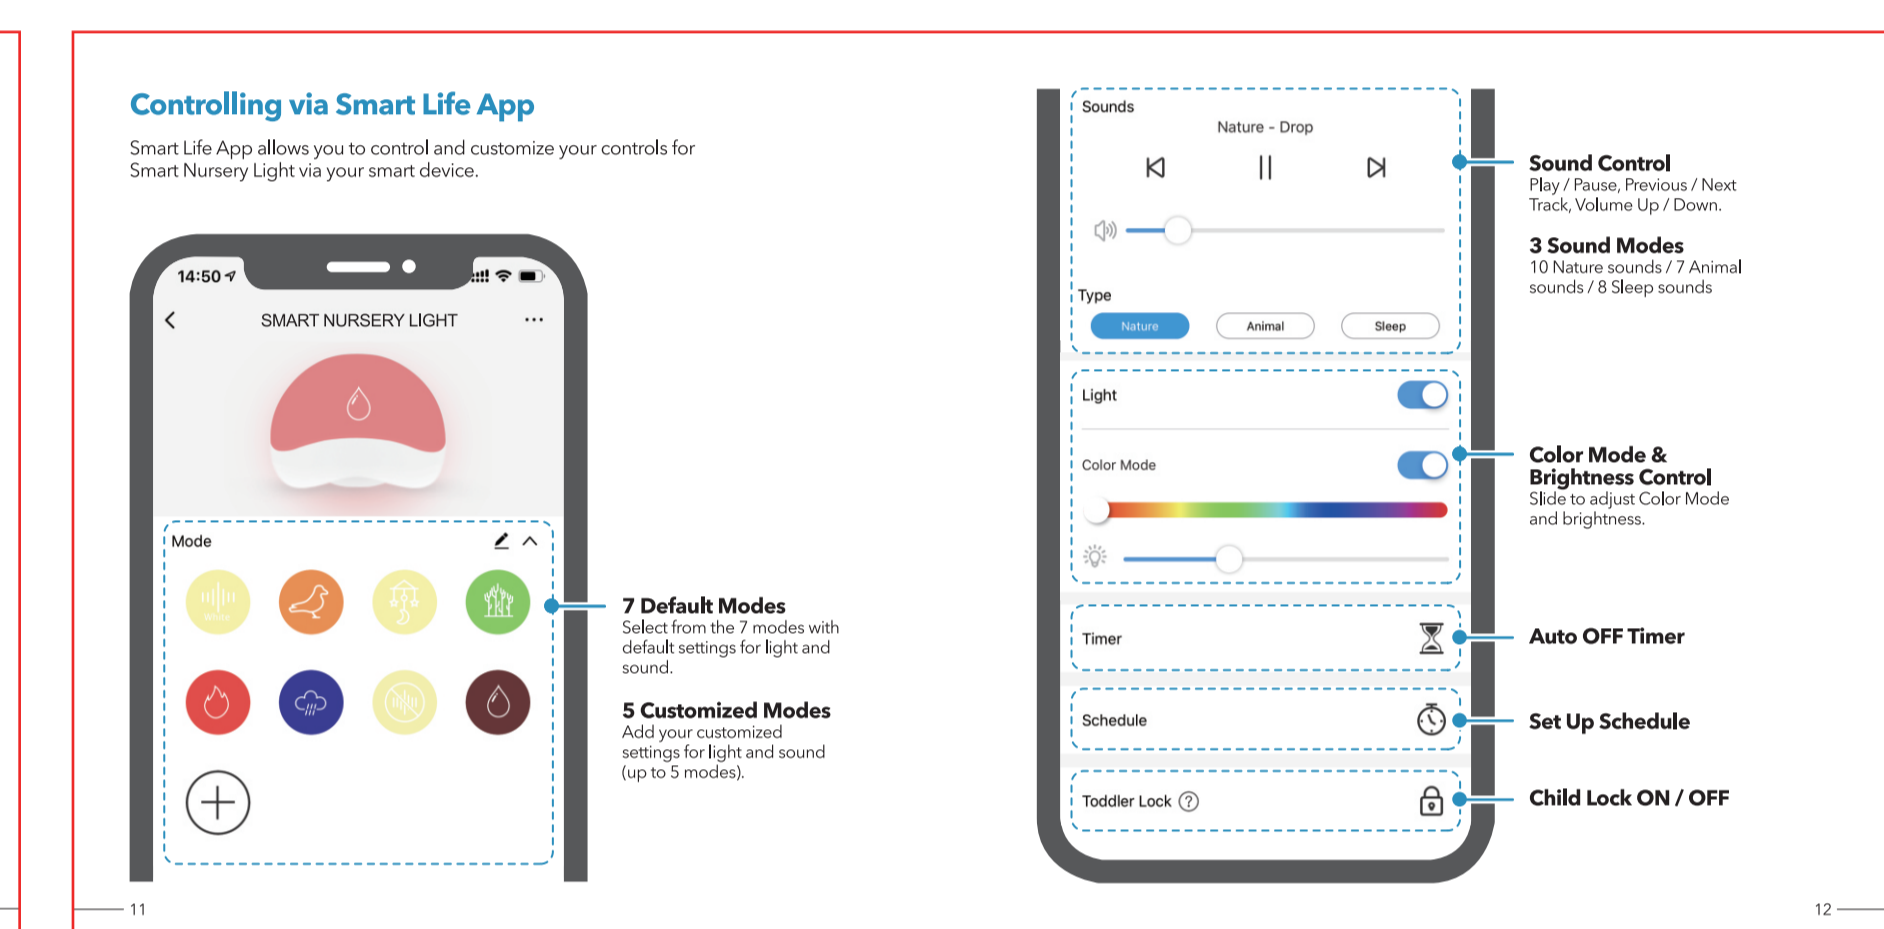 Controlling via Smart Life App
Smart Life App allows you to control and customize your controls for
Smart Nursery Light via your smart device.
14:50
SMART NURSERY LIGHT
Mode
White
7 Default Modes
Select from the 7 modes with
default settings for light and
sound.
5 Customized Modes
Add your customized
settings for light and sound
(up to 5 modes).
11
Sounds
Nature - Drop
Type
Nature
Animal
Sleep
Light
Color Mode
Timer
Schedule
Toddler Lock ?
Sound Control
Play / Pause, Previous / Next
Track, Volume Up / Down.
3 Sound Modes
10 Nature sounds / 7 Animal
sounds / 8 Sleep sounds
Color Mode &
Brightness Control
Slide to adjust Color Mode
and brightness.
Auto OFF Timer
Set Up Schedule
Child Lock ON / OFF
12